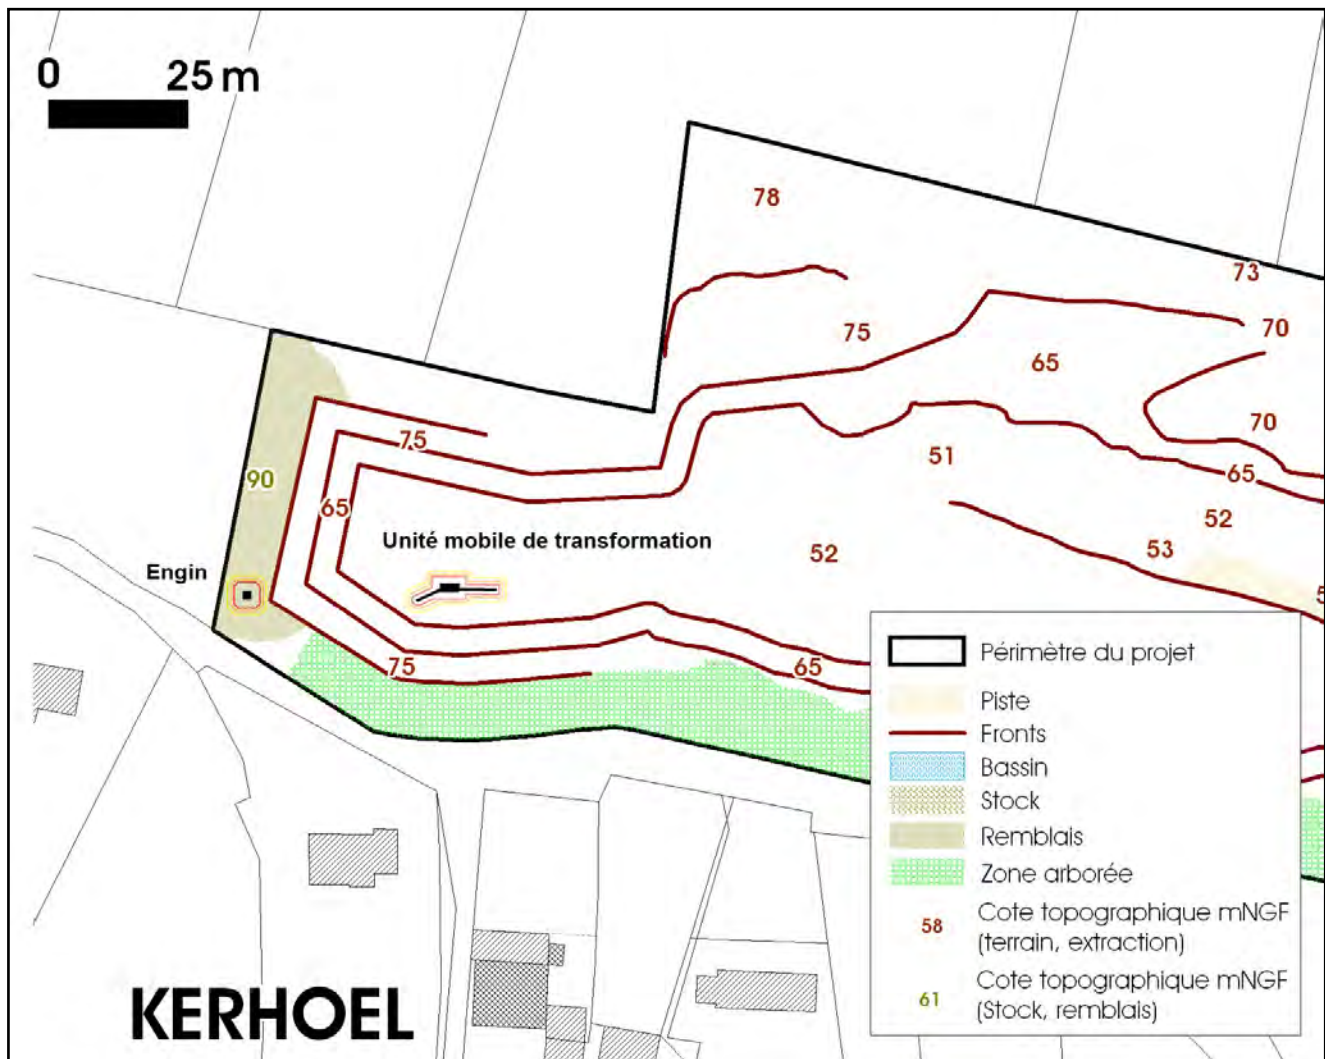 0 25 m
78
73
75
70
65
75
70
51
65
90
65
52
Unité mobile de transformation
52
53
Engin
75
65
Périmètre du projet
Piste
Fronts
Bassin
Stock
Remblais
Zone arborée
58 Cote topographique mNGF
(terrain, extraction)
61 Cote topographique mNGF
(Stock, remblais)
KERHOEL